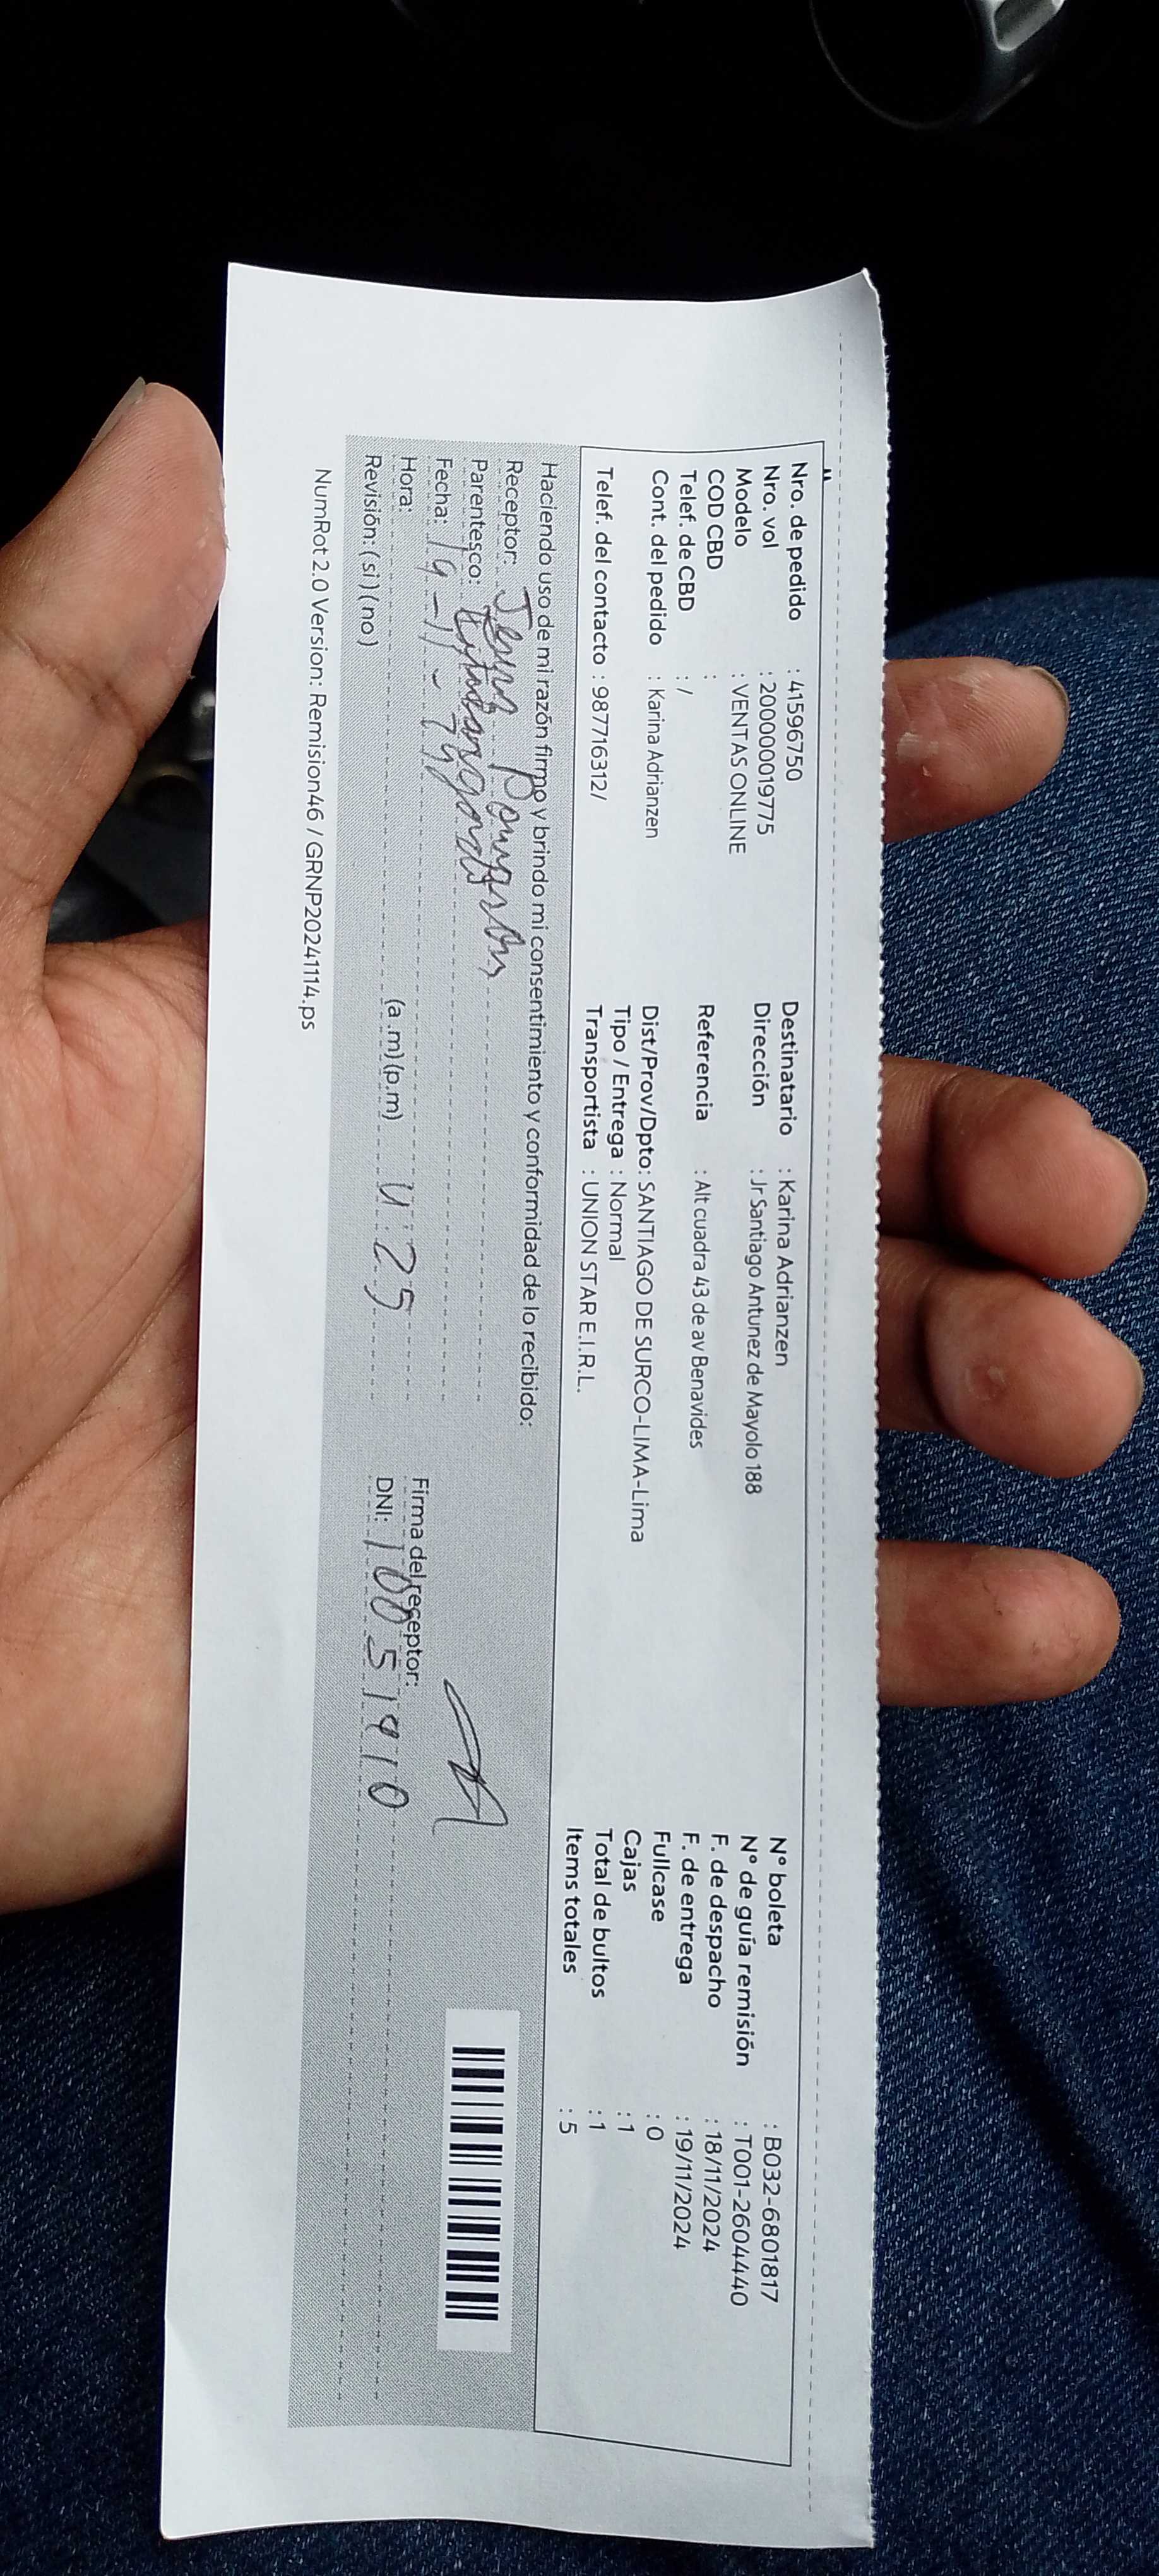 Nro. de pedido : 41596750
Nro. vol : 200000019775
Modelo : VENTAS ONLINE
COD CBD :
Telef. de CBD : /
Cont. del pedido : Karina Adrianzen
Telef. del contacto : 987716312/
Destinatario : Karina Adrianzen
Dirección : Jr Santiago Antunez de Mayolo 188
Referencia : Alt cuadra 43 de av Benavides
Dist/Prov/Dpto: SANTIAGO DE SURCO-LIMA-Lima
Tipo / Entrega : Normal
Transportista : UNION STAR E.I.R.L.
N° boleta : B032-6801817
N° de guía remisión : T001-2604440
F. de despacho : 18/11/2024
F. de entrega : 19/11/2024
Fullcase : 0
Cajas : 1
Total de bultos : 1
Items totales : 5
Haciendo uso de mi razón firmo y brindo mi consentimiento y conformidad de lo recibido:
Receptor:
Parentesco:
Fecha: 19-11-
Hora: (a.m)(p.m) 11:25
Revisión: (si) (no)
Firma del receptor:
DNI: 10051910
NumRot 2.0 Version: Remision46 / GRNP20241114.ps